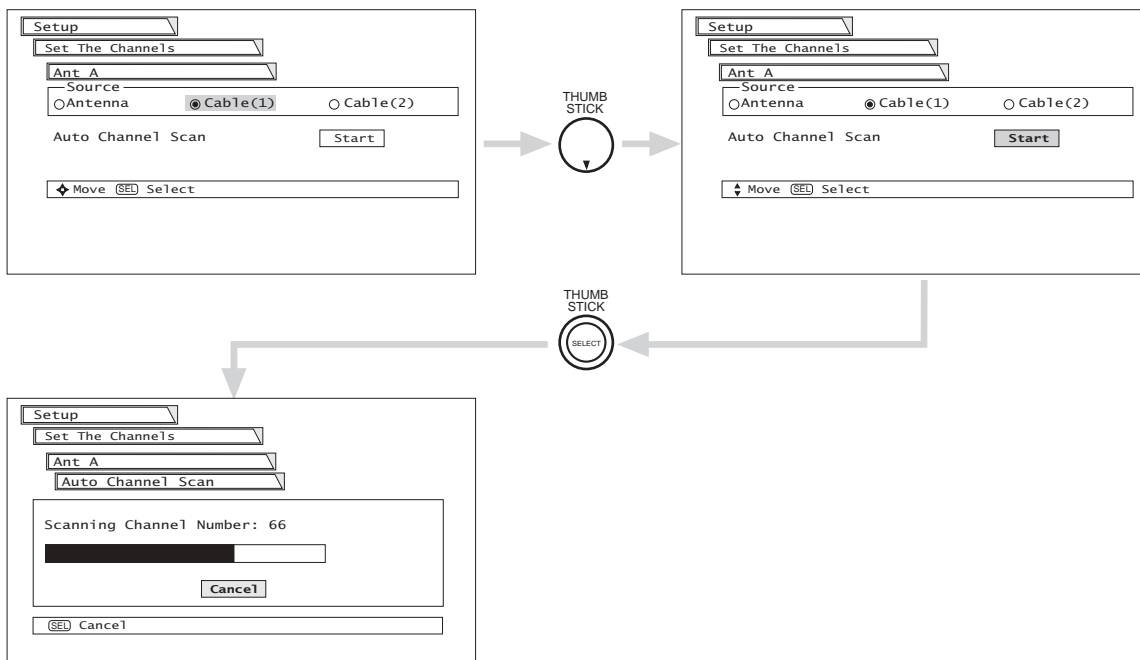 Setup
Set The Channels
Ant A
Source
Antenna Cable(1) Cable(2)
Auto Channel Scan Start
Move SEL Select
THUMB
STICK
Setup
Set The Channels
Ant A
Source
Antenna Cable(1) Cable(2)
Auto Channel Scan Start
Move SEL Select
THUMB
STICK
SELECT
Setup
Set The Channels
Ant A
Auto Channel Scan
Scanning Channel Number: 66
Cancel
SEL Cancel